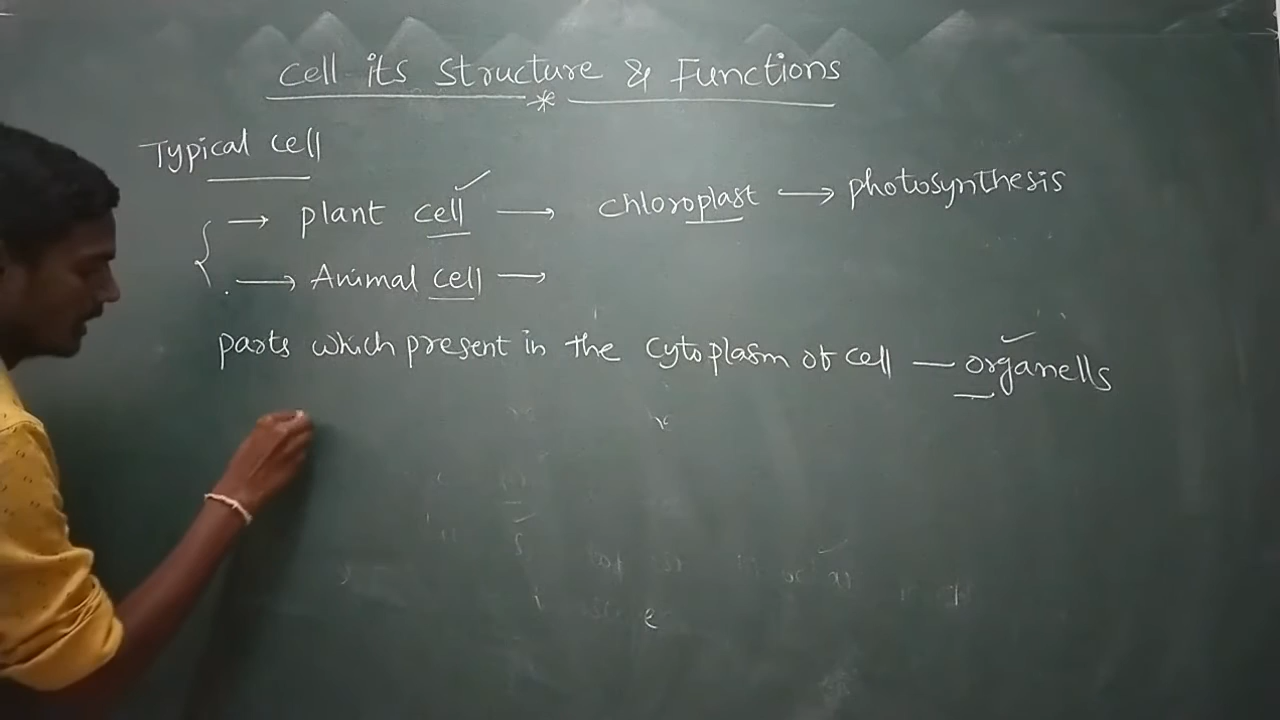 Cell its structure & Functions
Typical cell
→ plant cell ✓ → chloroplast → photosynthesis
→ Animal cell →
parts which present in the cytoplasm of cell — organells